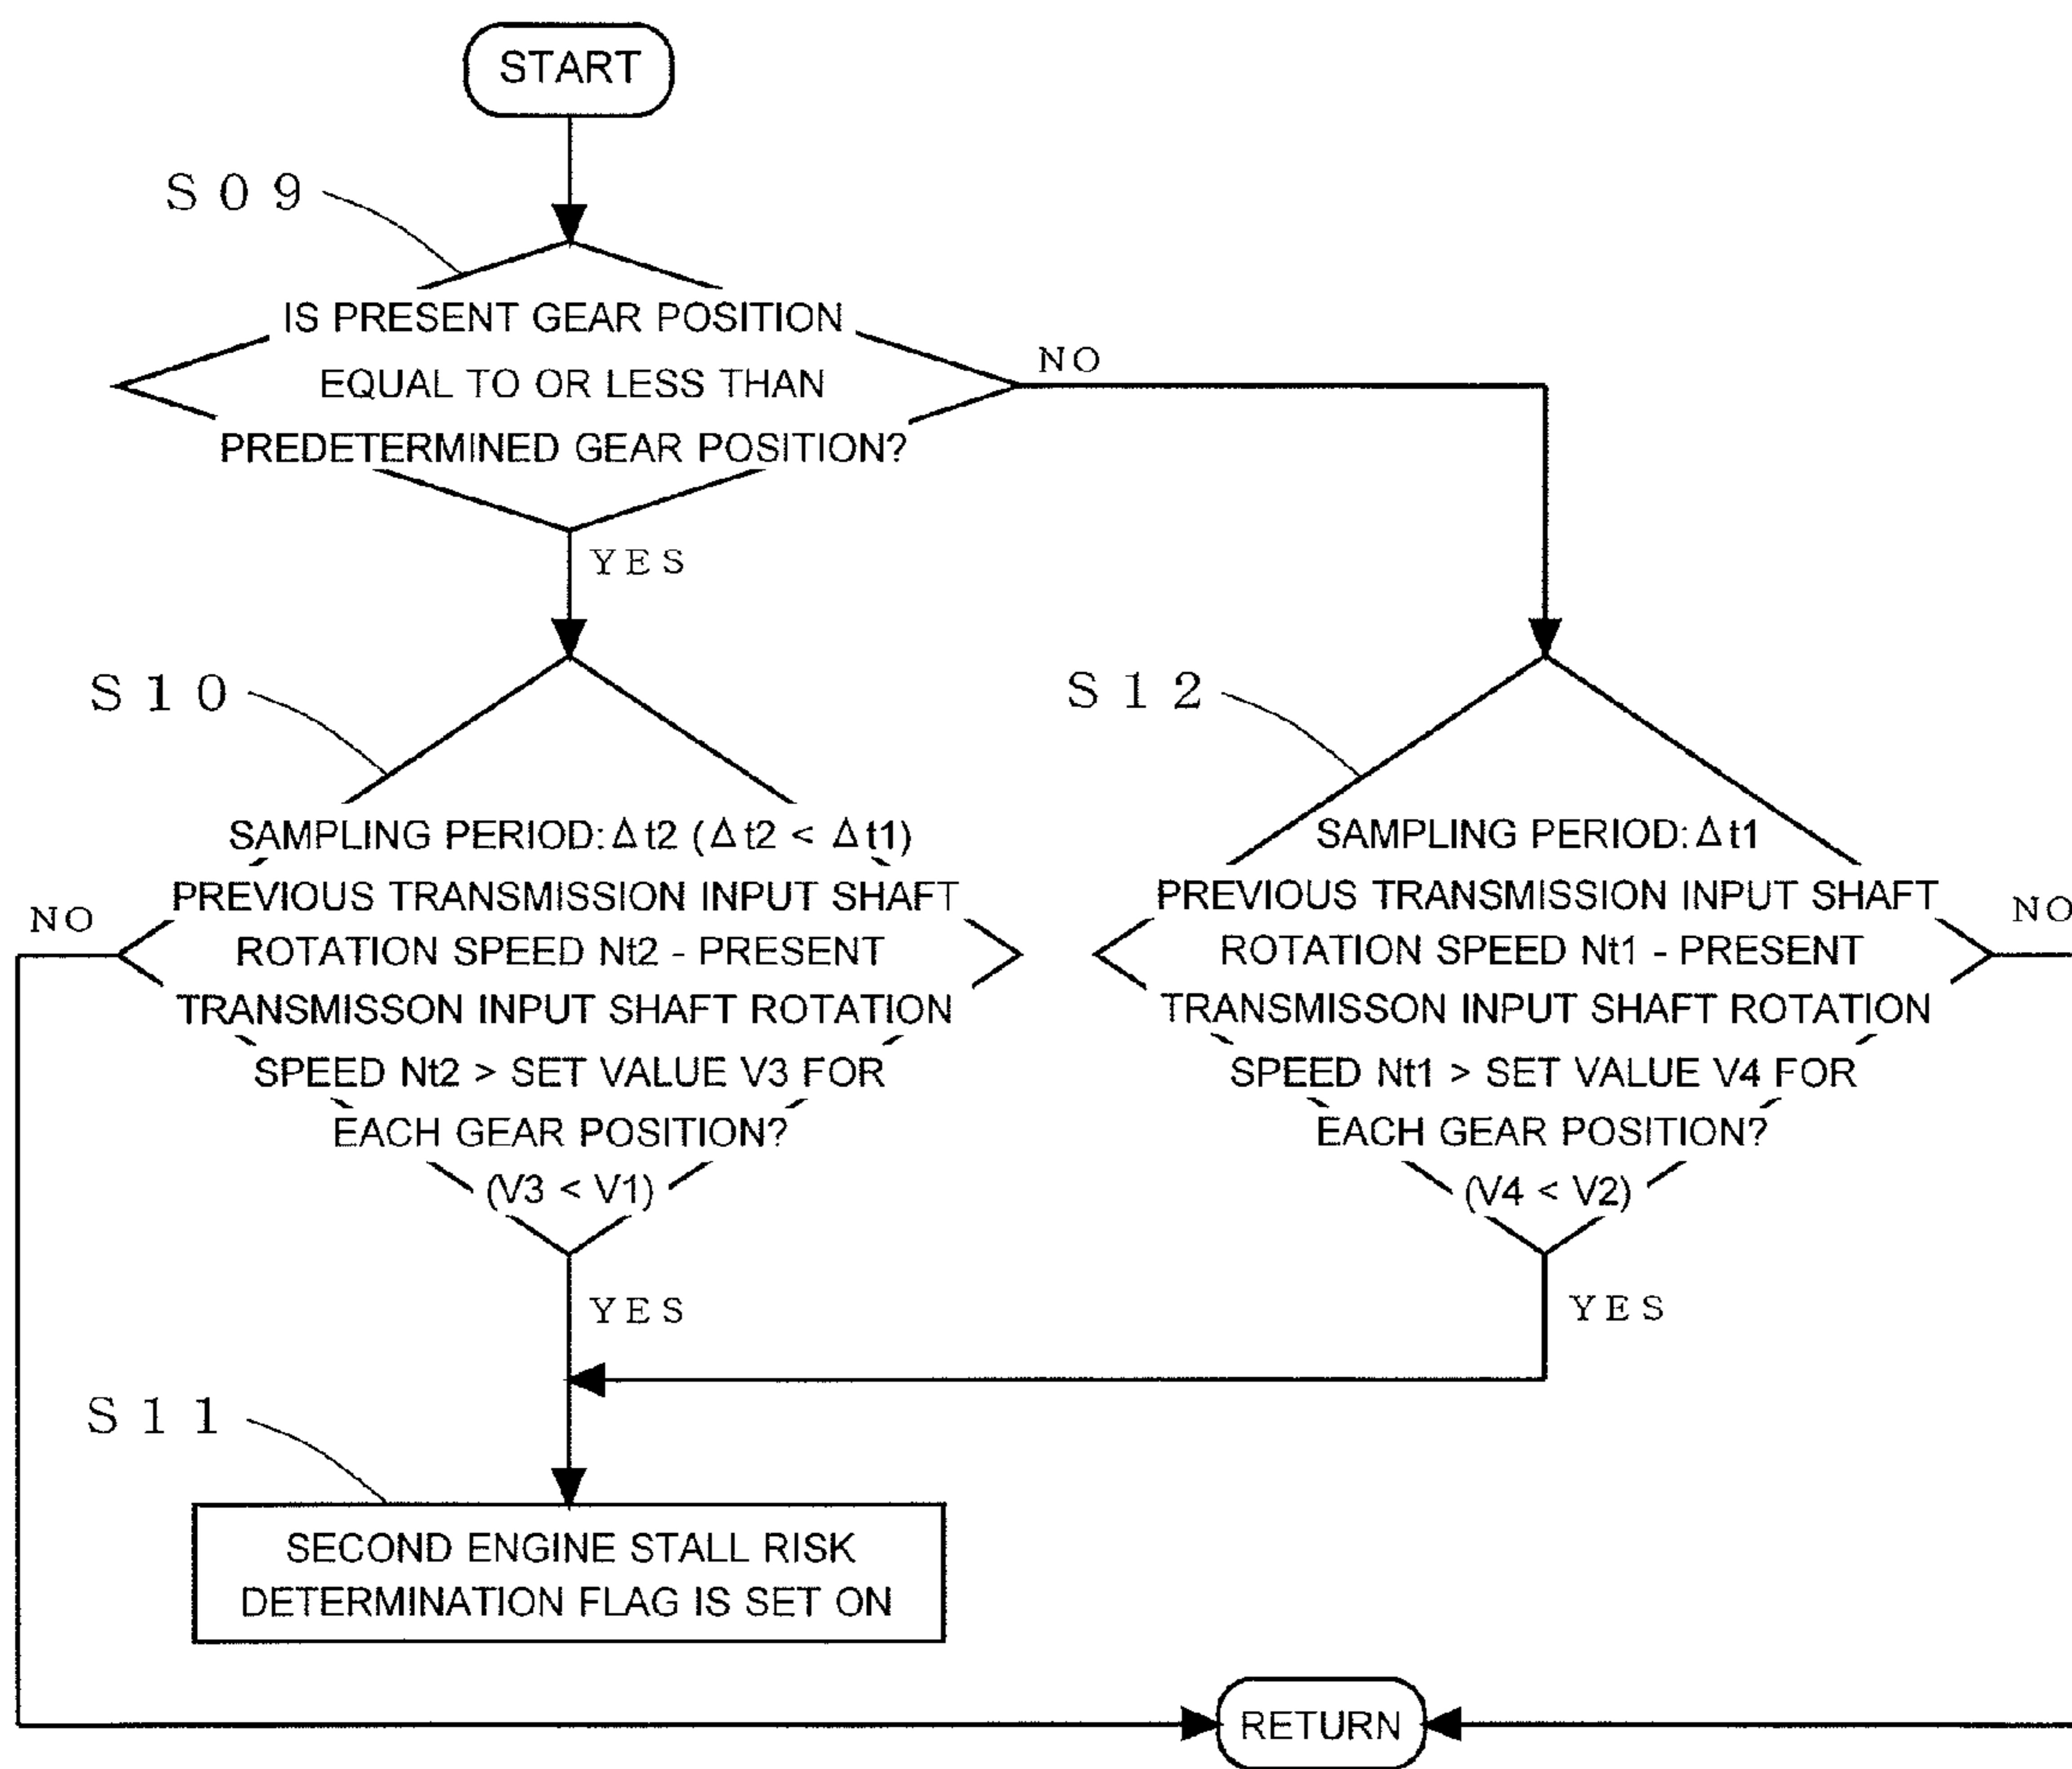 START
S09
IS PRESENT GEAR POSITION
EQUAL TO OR LESS THAN
PREDETERMINED GEAR POSITION?
NO
YES
S10
SAMPLING PERIOD:Δt2 (Δt2 < Δt1)
PREVIOUS TRANSMISSION INPUT SHAFT
ROTATION SPEED Nt2 - PRESENT
TRANSMISSON INPUT SHAFT ROTATION
SPEED Nt2 > SET VALUE V3 FOR
EACH GEAR POSITION?
(V3 < V1)
NO
YES
S12
SAMPLING PERIOD:Δt1
PREVIOUS TRANSMISSION INPUT SHAFT
ROTATION SPEED Nt1 - PRESENT
TRANSMISSON INPUT SHAFT ROTATION
SPEED Nt1 > SET VALUE V4 FOR
EACH GEAR POSITION?
(V4 < V2)
NO
YES
S11
SECOND ENGINE STALL RISK
DETERMINATION FLAG IS SET ON
RETURN